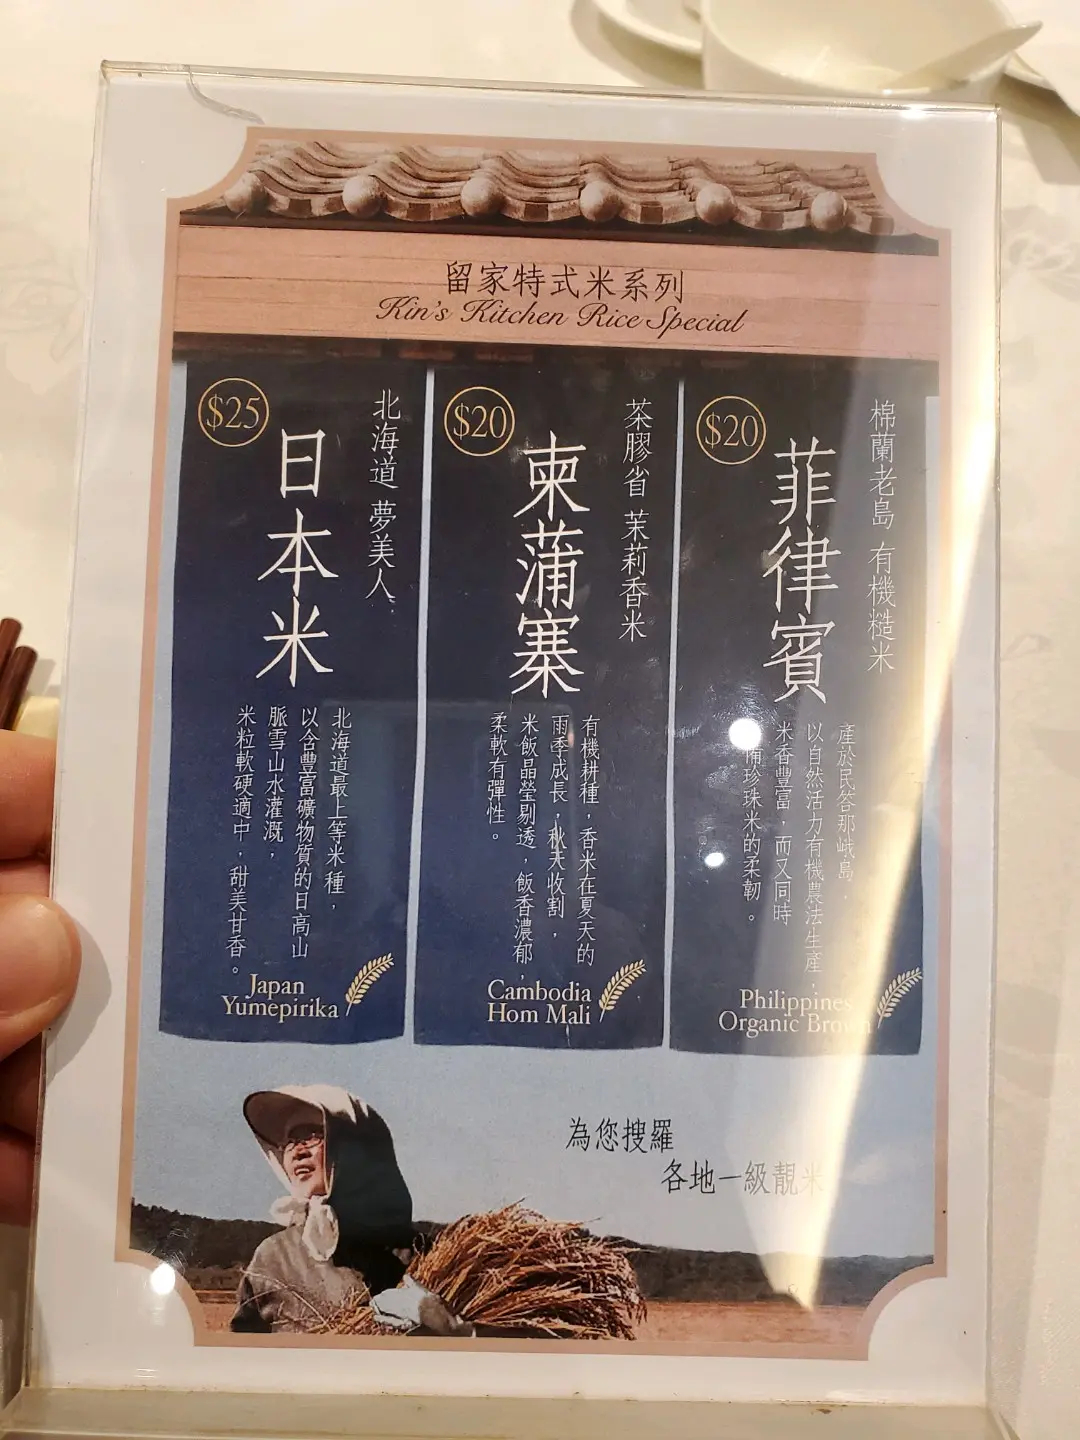 留家特式米系列
Kin's Kitchen Rice Special
$25
北海道 夢美人
日本米
北海道最上等米種，
以含豐富礦物質的日高山
脈雪山水灌溉，
米粒軟硬適中，甜美甘香。
Japan
Yumepirika
$20
茶膠省 茉莉香米
柬蒲寨
有機耕種，香米在夏天的
雨季成長，秋天收割，
米飯晶瑩剔透，飯香濃郁，
柔軟有彈性。
Cambodia
Hom Mali
$20
棉蘭老島 有機糙米
菲律賓
產於民答那峨島，
以自然活力有機農法生產，
米香豐富，而又同時
備珍珠米的柔韌。
Philippines
Organic Brown
為您搜羅
各地一級靚米